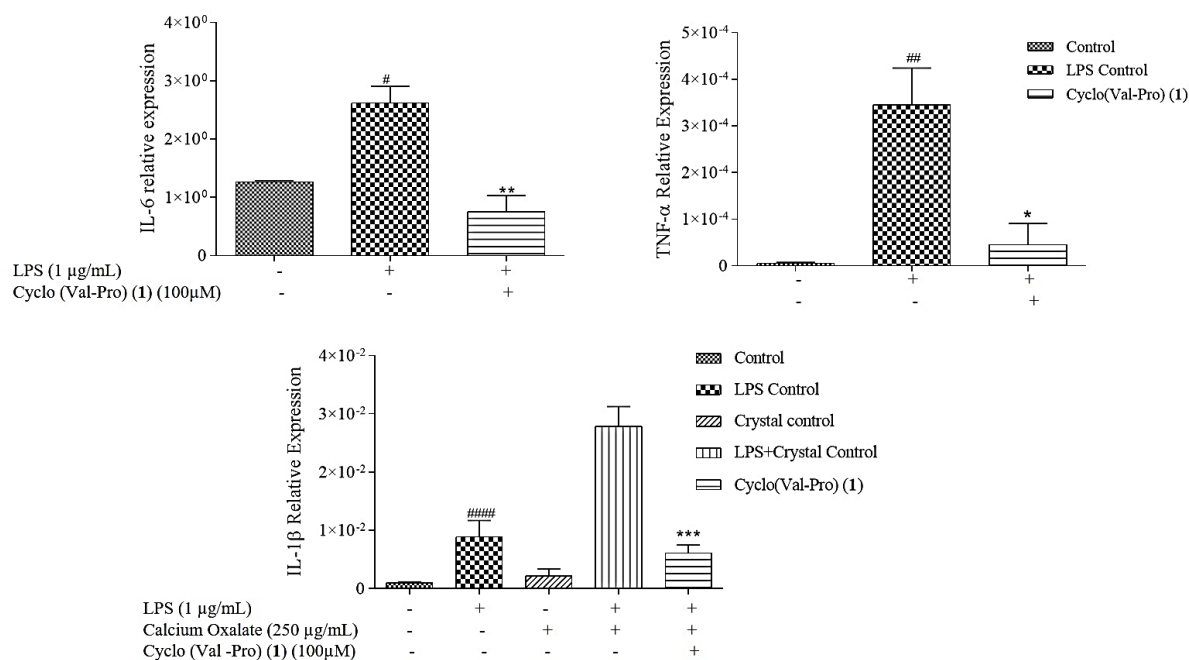 IL-6 relative expression
4×10⁰
3×10⁰
2×10⁰
1×10⁰
0
#
**
LPS (1 µg/mL) - + +
Cyclo (Val-Pro) (1) (100µM) - - +
TNF-α Relative Expression
5×10⁻⁴
4×10⁻⁴
3×10⁻⁴
2×10⁻⁴
1×10⁻⁴
0
##
*
- + +
- - +
Control
LPS Control
Cyclo(Val-Pro) (1)
IL-1β Relative Expression
4×10⁻²
3×10⁻²
2×10⁻²
1×10⁻²
0
####
***
LPS (1 µg/mL) - + - + +
Calcium Oxalate (250 µg/mL) - - + + +
Cyclo (Val -Pro) (1) (100µM) - - - - +
Control
LPS Control
Crystal control
LPS+Crystal Control
Cyclo(Val-Pro) (1)